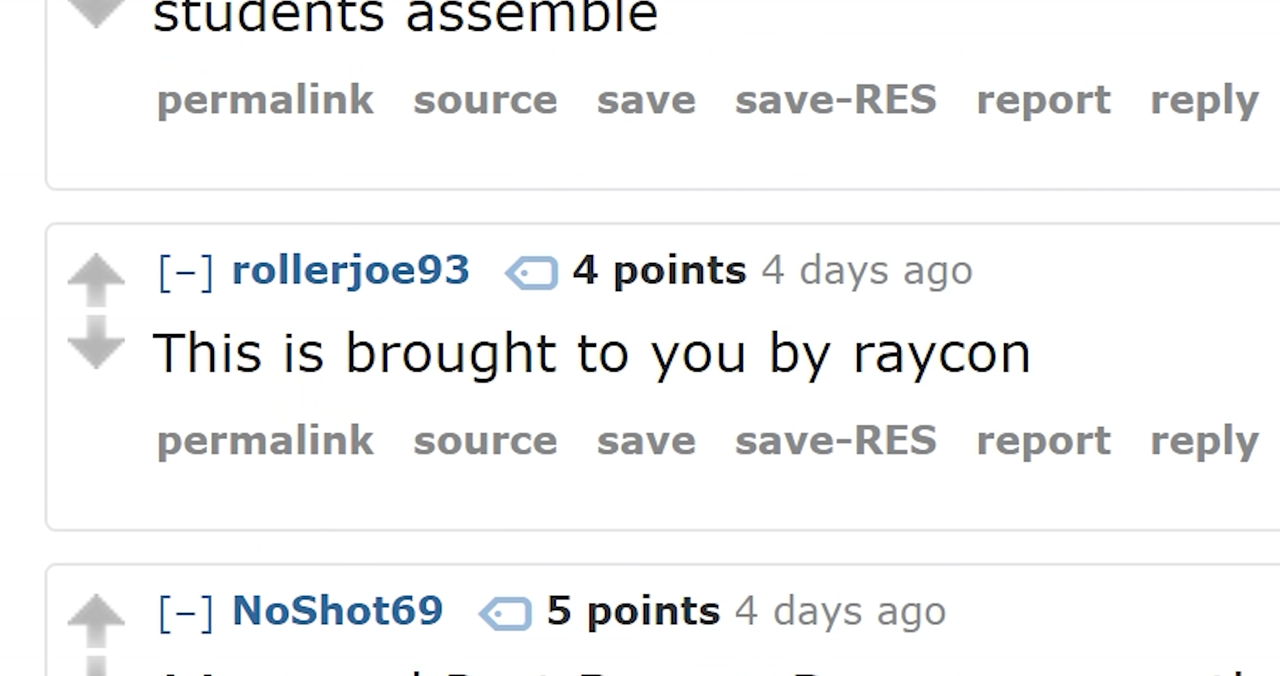 students assemble
permalink source save save-RES report reply
[–] rollerjoe93 4 points 4 days ago
This is brought to you by raycon
permalink source save save-RES report reply
[–] NoShot69 5 points 4 days ago